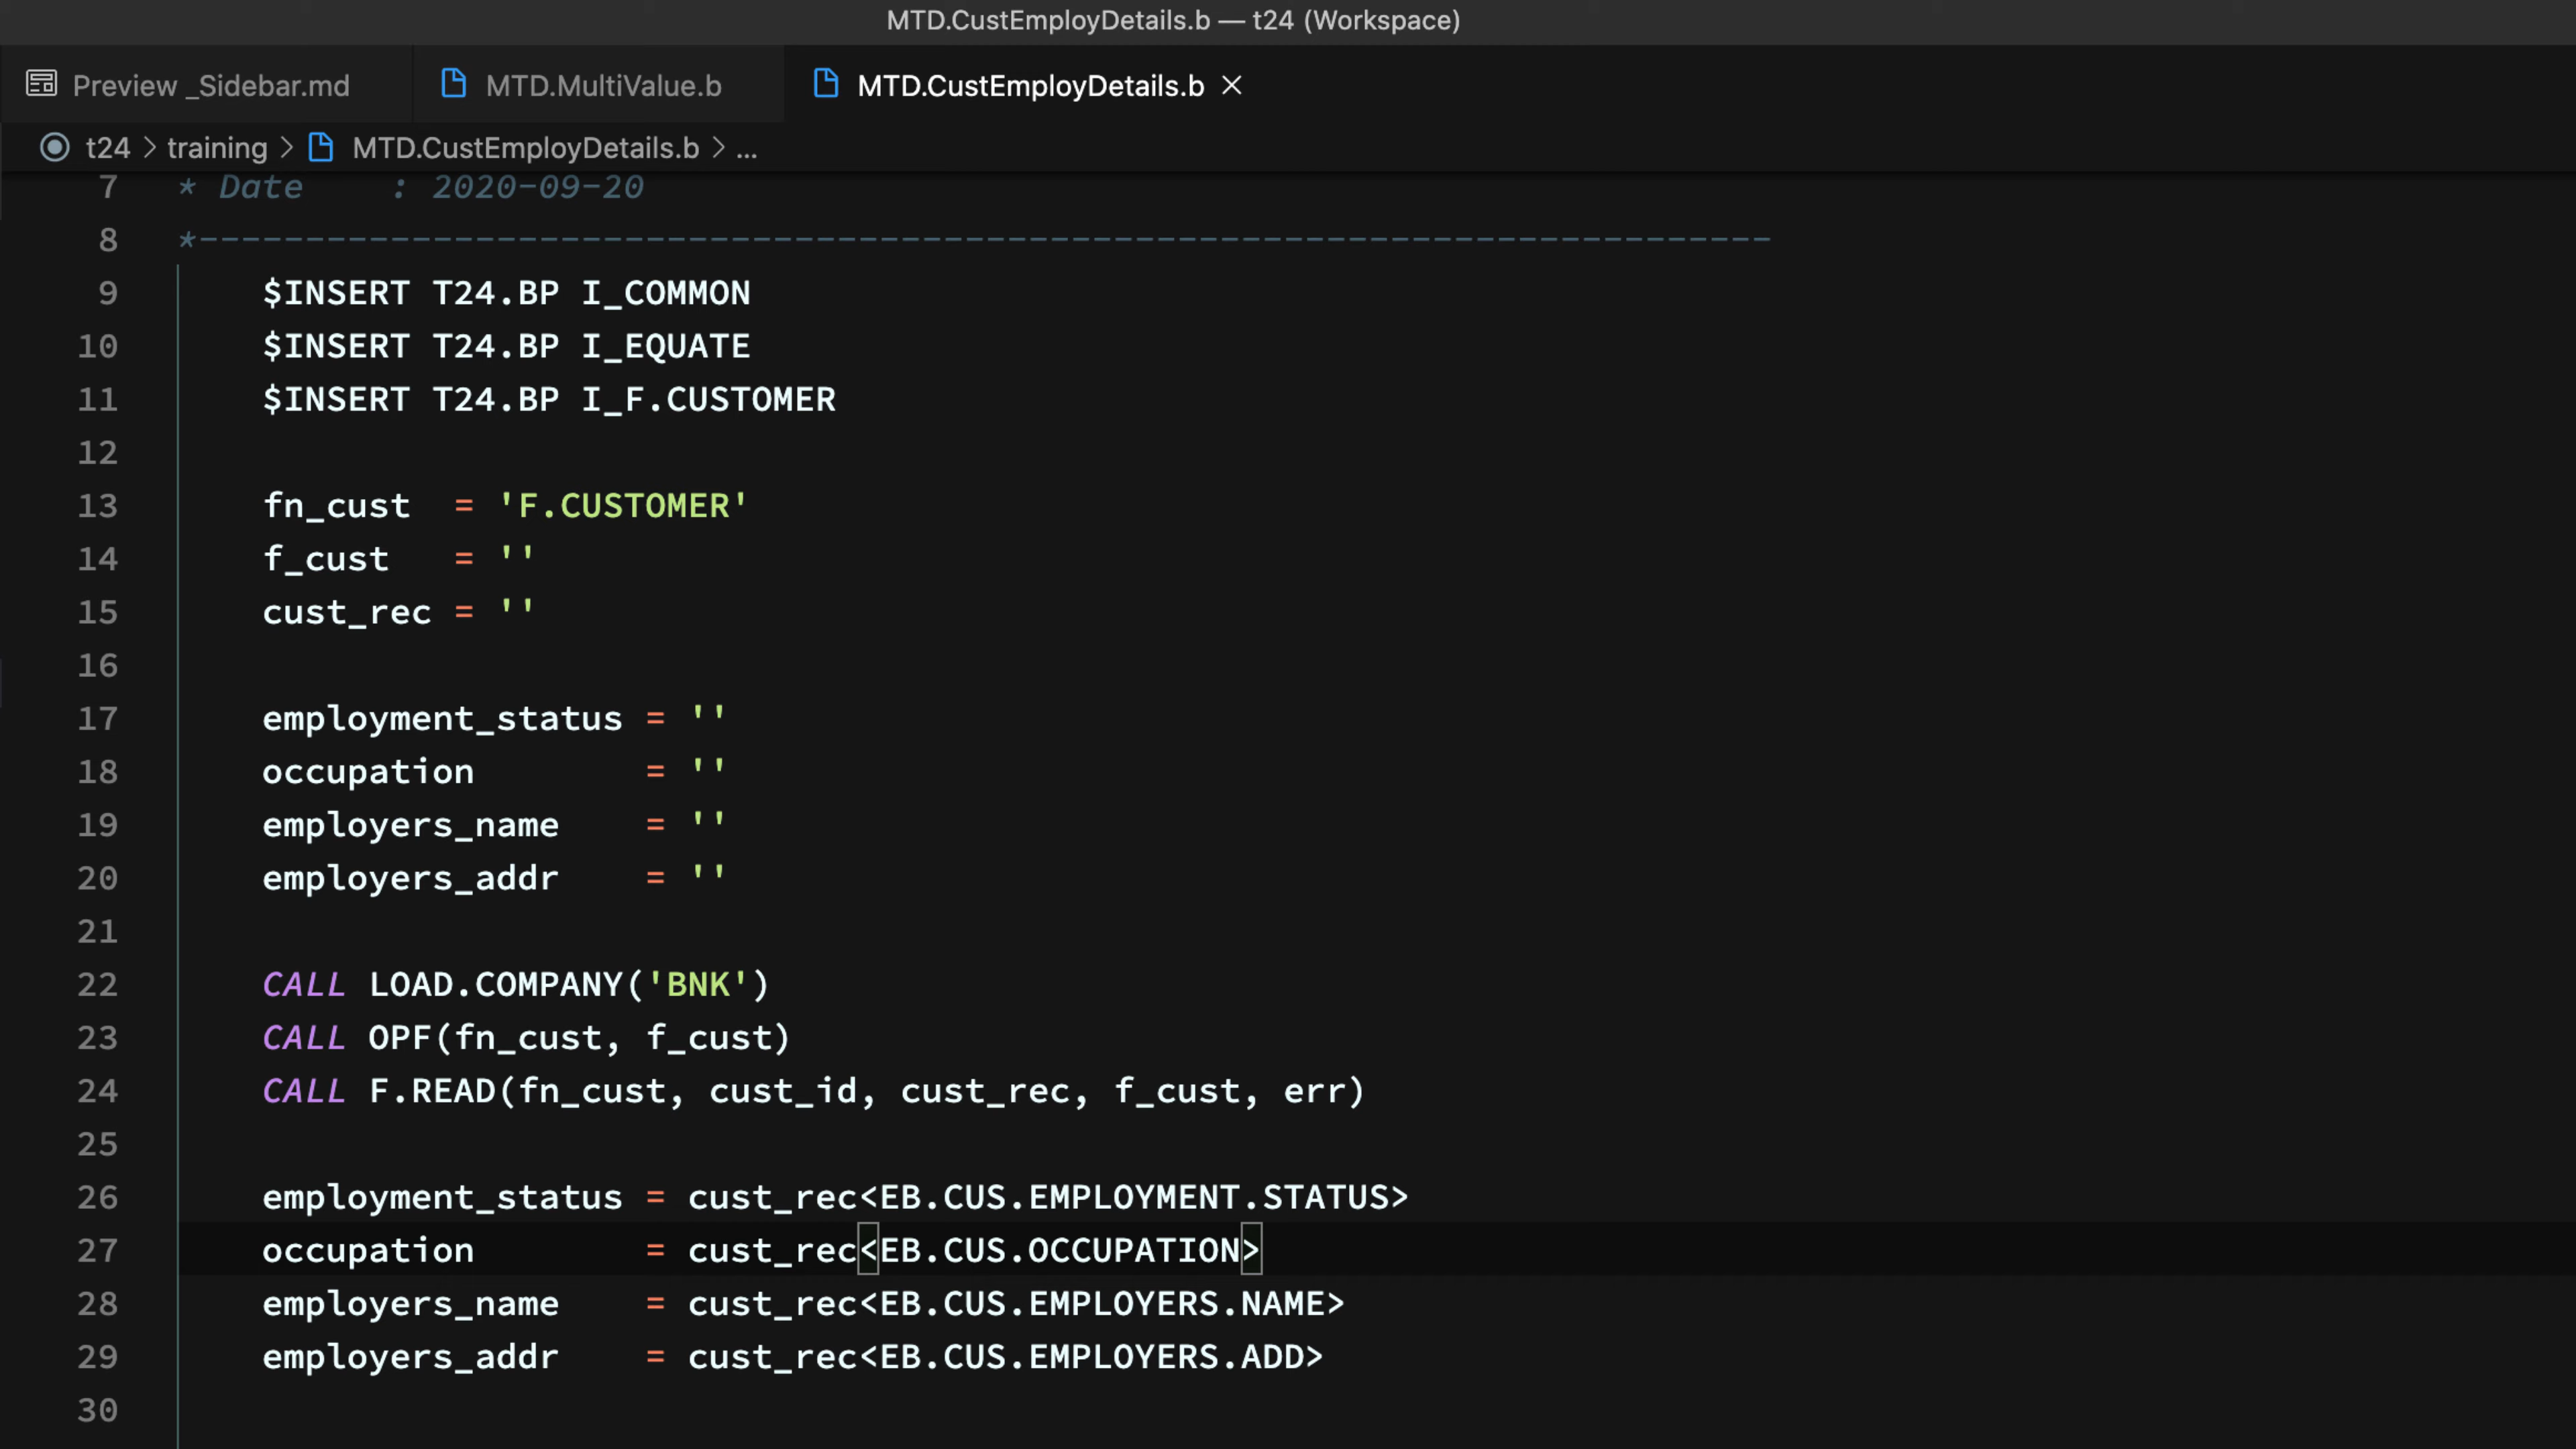 MTD.CustEmployDetails.b — t24 (Workspace)
Preview _Sidebar.md
MTD.MultiValue.b
MTD.CustEmployDetails.b
t24 > training > MTD.CustEmployDetails.b > ...
7 * Date    : 2020-09-20
8 *--------------------------------------------------------------------------
9 $INSERT T24.BP I_COMMON
10 $INSERT T24.BP I_EQUATE
11 $INSERT T24.BP I_F.CUSTOMER
12
13 fn_cust  = 'F.CUSTOMER'
14 f_cust   = ''
15 cust_rec = ''
16
17 employment_status = ''
18 occupation        = ''
19 employers_name    = ''
20 employers_addr    = ''
21
22 CALL LOAD.COMPANY('BNK')
23 CALL OPF(fn_cust, f_cust)
24 CALL F.READ(fn_cust, cust_id, cust_rec, f_cust, err)
25
26 employment_status = cust_rec<EB.CUS.EMPLOYMENT.STATUS>
27 occupation        = cust_rec<EB.CUS.OCCUPATION>
28 employers_name    = cust_rec<EB.CUS.EMPLOYERS.NAME>
29 employers_addr    = cust_rec<EB.CUS.EMPLOYERS.ADD>
30